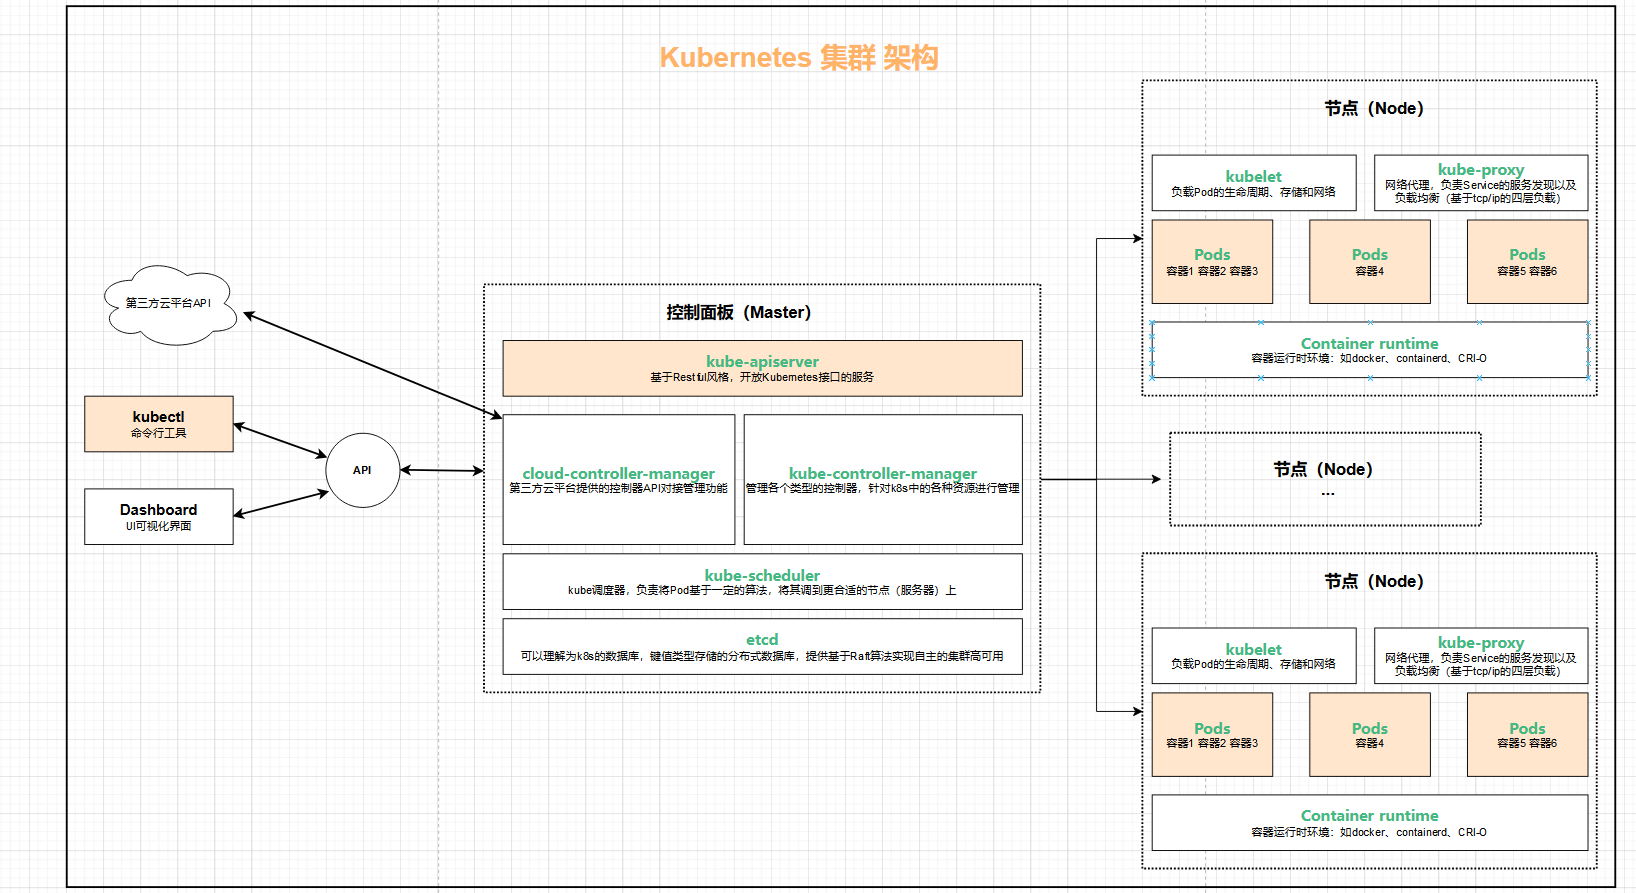 Kubernetes 集群 架构
第三方云平台API
kubectl
命令行工具
Dashboard
UI可视化界面
API
控制面板（Master）
kube-apiserver
基于Restful风格，开放Kubernetes接口的服务
cloud-controller-manager
第三方云平台提供的控制器API对接管理功能
kube-controller-manager
管理各个类型的控制器，针对k8s中的各种资源进行管理
kube-scheduler
kube调度器，负责将Pod基于一定的算法，将其调到更合适的节点（服务器）上
etcd
可以理解为k8s的数据库，键值类型存储的分布式数据库，提供基于Raft算法实现自主的集群高可用
节点（Node）
kubelet
负载Pod的生命周期、存储和网络
kube-proxy
网络代理，负责Service的服务发现以及
负载均衡（基于tcp/ip的四层负载）
Pods
容器1 容器2 容器3
Pods
容器4
Pods
容器5 容器6
Container runtime
容器运行时环境：如docker、containerd、CRI-O
节点（Node）
...
节点（Node）
kubelet
负载Pod的生命周期、存储和网络
kube-proxy
网络代理，负责Service的服务发现以及
负载均衡（基于tcp/ip的四层负载）
Pods
容器1 容器2 容器3
Pods
容器4
Pods
容器5 容器6
Container runtime
容器运行时环境：如docker、containerd、CRI-O